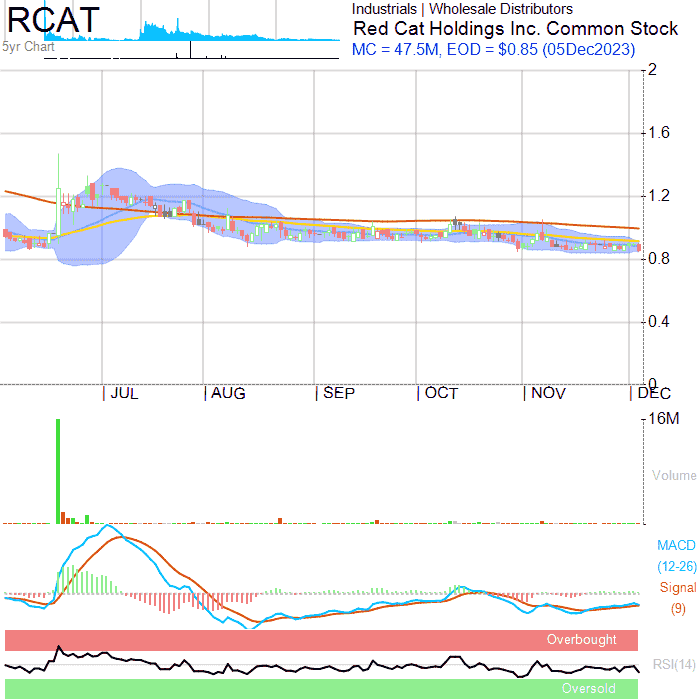 RCAT
5yr Chart
Industrials | Wholesale Distributors
Red Cat Holdings Inc. Common Stock
MC = 47.5M, EOD = $0.85 (05Dec2023)
2
1.6
1.2
0.8
0.4
0
JUL AUG SEP OCT NOV DEC
16M
Volume
MACD
(12-26)
Signal
(9)
Overbought
RSI(14)
Oversold